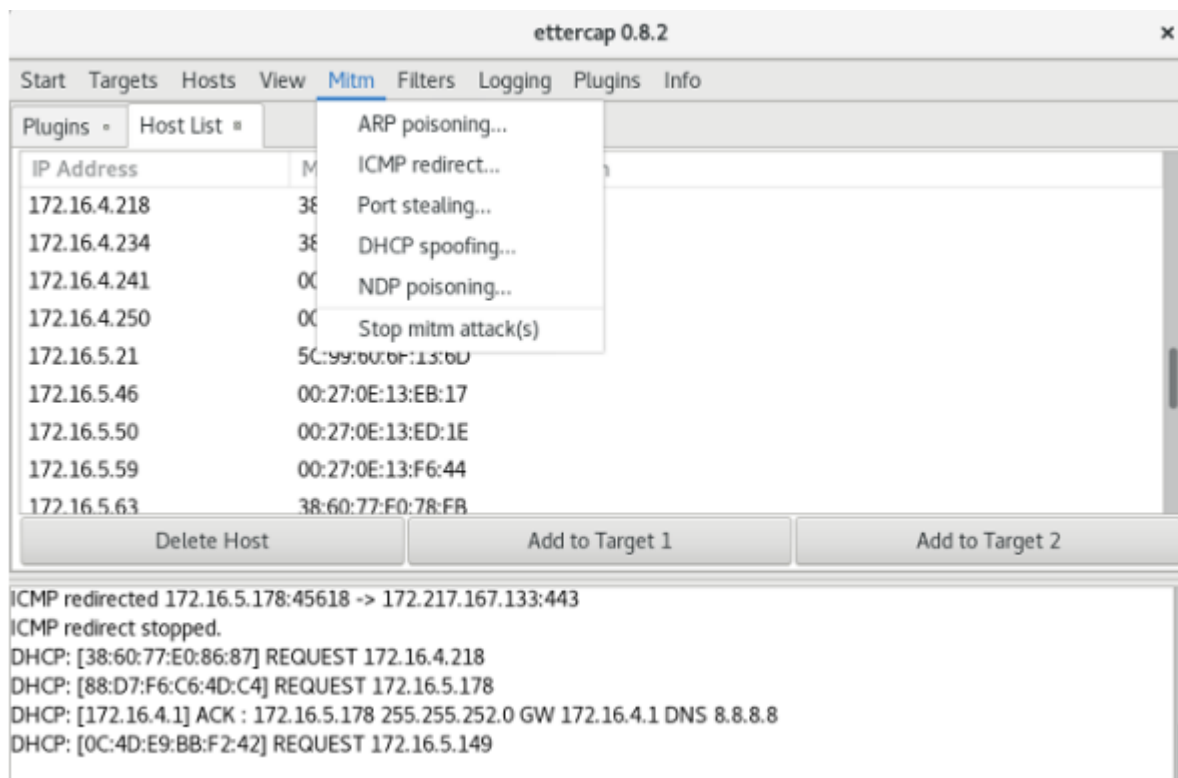 ettercap 0.8.2 ×
Start Targets Hosts View Mitm Filters Logging Plugins Info
Plugins Host List
ARP poisoning...
ICMP redirect...
Port stealing...
DHCP spoofing...
NDP poisoning...
Stop mitm attack(s)
IP Address
172.16.4.218 38
172.16.4.234 38
172.16.4.241 00
172.16.4.250 00
172.16.5.21 5C:99:60:6F:13:6D
172.16.5.46 00:27:0E:13:EB:17
172.16.5.50 00:27:0E:13:ED:1E
172.16.5.59 00:27:0E:13:F6:44
172.16.5.63 38:60:77:E0:78:EB
Delete Host Add to Target 1 Add to Target 2
ICMP redirected 172.16.5.178:45618 -> 172.217.167.133:443
ICMP redirect stopped.
DHCP: [38:60:77:E0:86:87] REQUEST 172.16.4.218
DHCP: [88:D7:F6:C6:4D:C4] REQUEST 172.16.5.178
DHCP: [172.16.4.1] ACK : 172.16.5.178 255.255.252.0 GW 172.16.4.1 DNS 8.8.8.8
DHCP: [0C:4D:E9:BB:F2:42] REQUEST 172.16.5.149